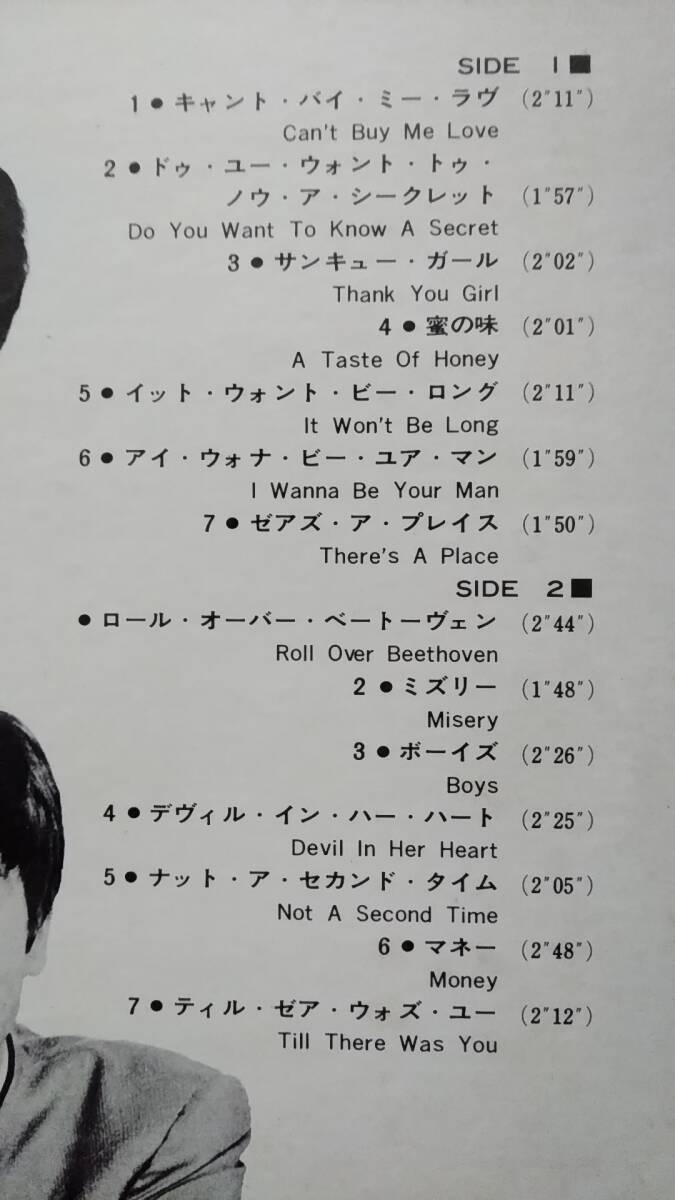 SIDE 1■
1●キャント・バイ・ミー・ラヴ (2″11″)
Can't Buy Me Love
2●ドゥ・ユー・ウォント・トゥ・
ノウ・ア・シークレット (1″57″)
Do You Want To Know A Secret
3●サンキュー・ガール (2″02″)
Thank You Girl
4●蜜の味 (2″01″)
A Taste Of Honey
5●イット・ウォント・ビー・ロング (2″11″)
It Won't Be Long
6●アイ・ウォナ・ビー・ユア・マン (1″59″)
I Wanna Be Your Man
7●ゼアズ・ア・プレイス (1″50″)
There's A Place
SIDE 2■
●ロール・オーバー・ベートーヴェン (2″44″)
Roll Over Beethoven
2●ミズリー (1″48″)
Misery
3●ボーイズ (2″26″)
Boys
4●デヴィル・イン・ハー・ハート (2″25″)
Devil In Her Heart
5●ナット・ア・セカンド・タイム (2″05″)
Not A Second Time
6●マネー (2″48″)
Money
7●ティル・ゼア・ウォズ・ユー (2″12″)
Till There Was You